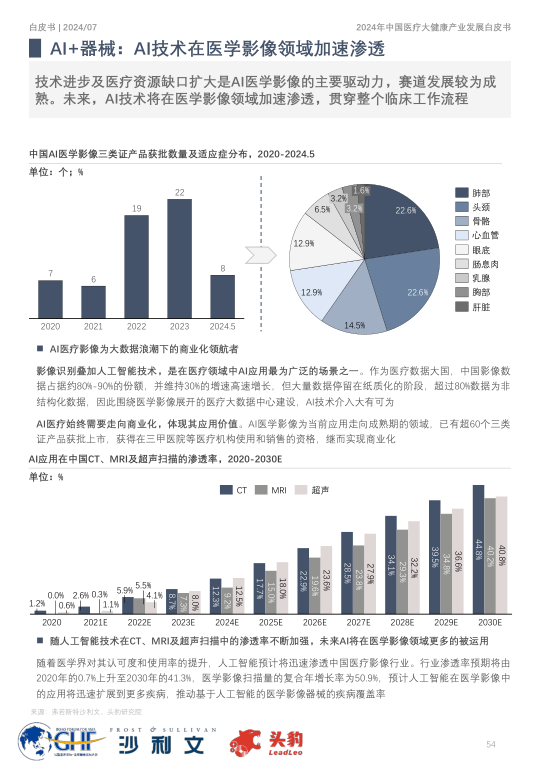 白皮书 | 2024/07
2024年中国医疗大健康产业发展白皮书
AI+器械：AI技术在医学影像领域加速渗透
技术进步及医疗资源缺口扩大是AI医学影像的主要驱动力，赛道发展较为成
熟。未来，AI技术将在医学影像领域加速渗透，贯穿整个临床工作流程
中国AI医学影像三类证产品获批数量及适应症分布，2020-2024.5
单位：个；%
7
6
19
22
8
2020
2021
2022
2023
2024.5
22.6%
22.6%
14.5%
12.9%
12.9%
6.5%
3.2%
3.2%
1.6%
肺部
头颈
骨骼
心血管
眼底
肠息肉
乳腺
胸部
肝脏
■ AI医疗影像为大数据浪潮下的商业化领航者
影像识别叠加人工智能技术，是在医疗领域中AI应用最为广泛的场景之一。作为医疗数据大国，中国影像数
据占据约80%-90%的份额，并维持30%的增速高速增长，但大量数据停留在纸质化的阶段，超过80%数据为非
结构化数据，因此围绕医学影像展开的医疗大数据中心建设，AI技术介入大有可为
AI医疗始终需要走向商业化，体现其应用价值。AI医学影像为当前应用走向成熟期的领域，已有超60个三类
证产品获批上市，获得在三甲医院等医疗机构使用和销售的资格，继而实现商业化
AI应用在中国CT、MRI及超声扫描的渗透率，2020-2030E
单位：%
CT
MRI
超声
1.2%
0.0%
0.6%
2.6%
0.3%
1.1%
5.9%
5.5%
4.1%
8.7%
7.3%
8.0%
12.3%
9.2%
12.5%
17.7%
15.0%
18.0%
22.9%
19.6%
23.6%
28.5%
23.8%
27.9%
34.1%
29.3%
32.2%
39.5%
36.6%
44.8%
40.2%
40.8%
2020
2021E
2022E
2023E
2024E
2025E
2026E
2027E
2028E
2029E
2030E
■ 随人工智能技术在CT、MRI及超声扫描中的渗透率不断加强，未来AI将在医学影像领域更多的被运用
随着医学界对其认可度和使用率的提升，人工智能预计将迅速渗透中国医疗影像行业。行业渗透率预期将由
2020年的0.7%上升至2030年的41.3%，医学影像扫描量的复合年增长率为50.9%，预计人工智能在医学影像中
的应用将迅速扩展到更多疾病，推动基于人工智能的医学影像器械的疾病覆盖率
来源：弗若斯特沙利文、头豹研究院
GHF
FROST & SULLIVAN
沙利文
头豹
LeadLeo
54